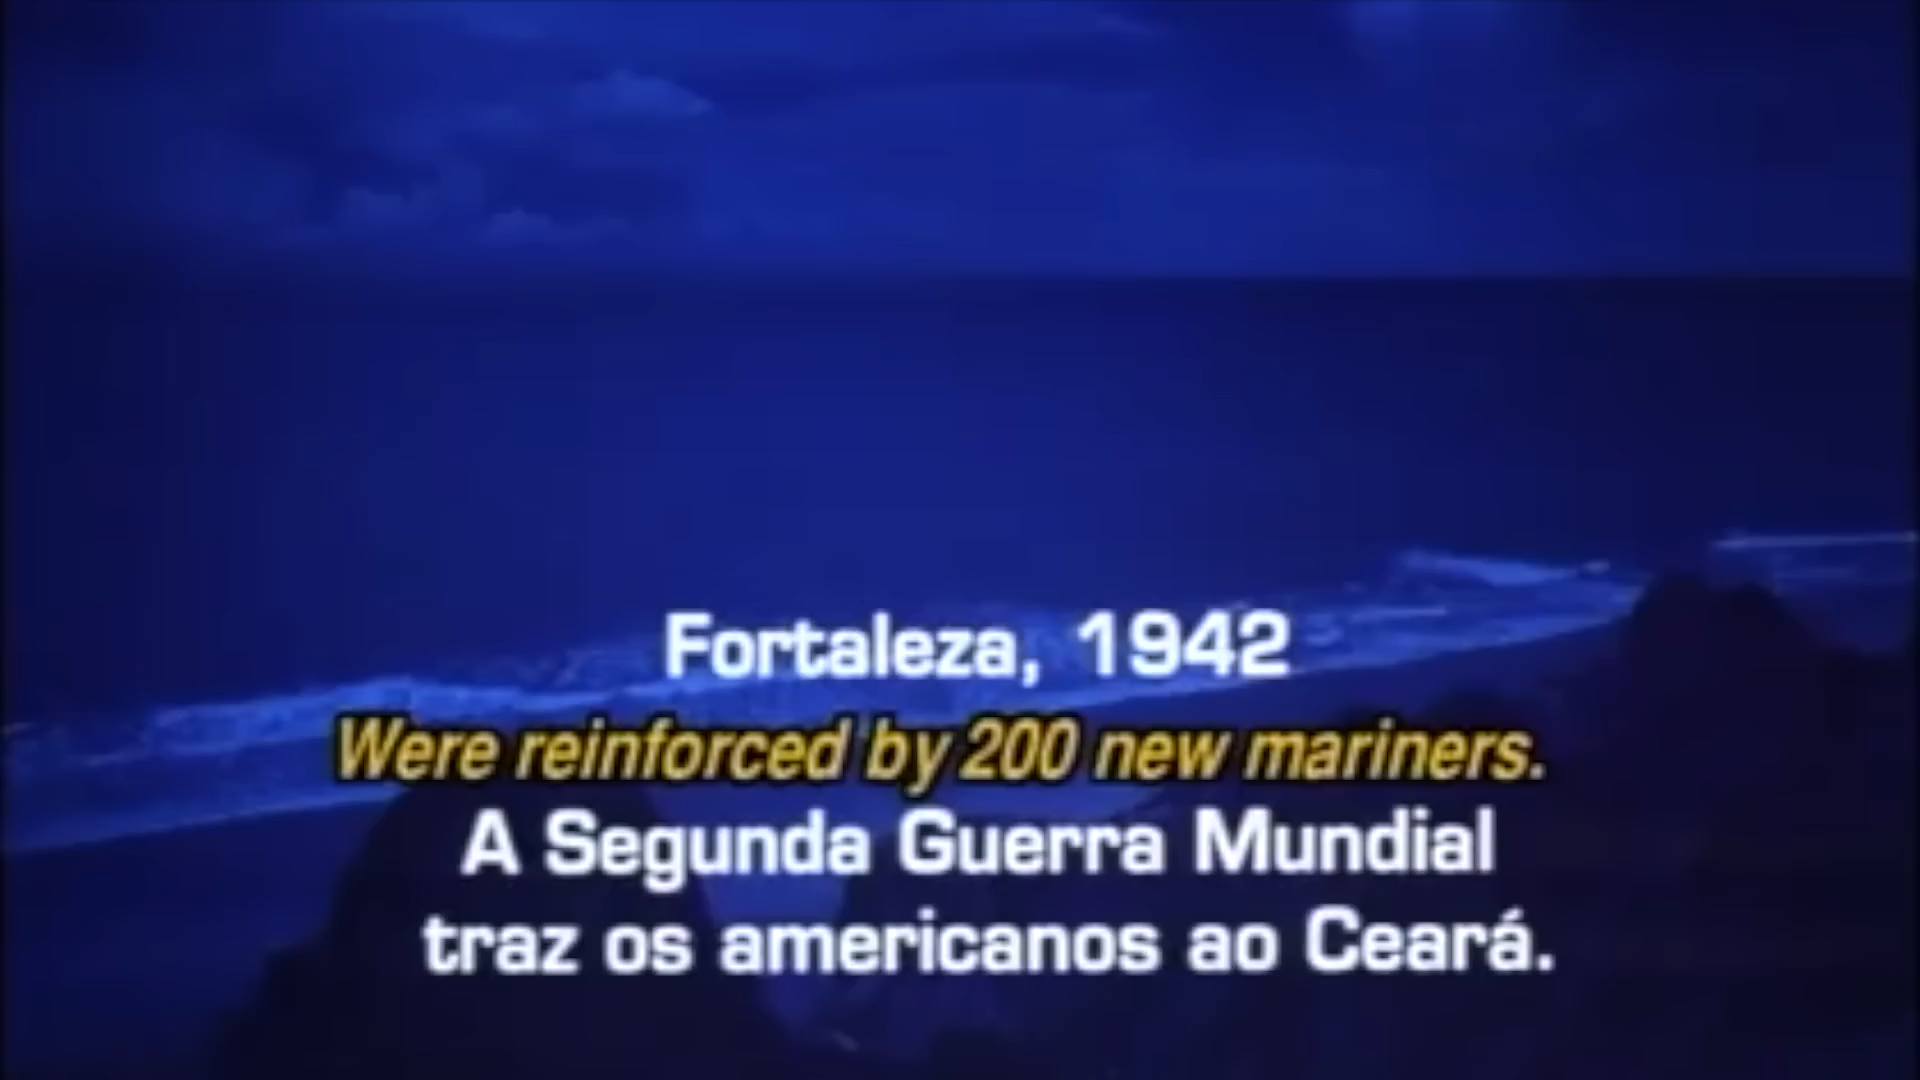 Fortaleza, 1942
Were reinforced by 200 new mariners.
A Segunda Guerra Mundial
traz os americanos ao Ceará.